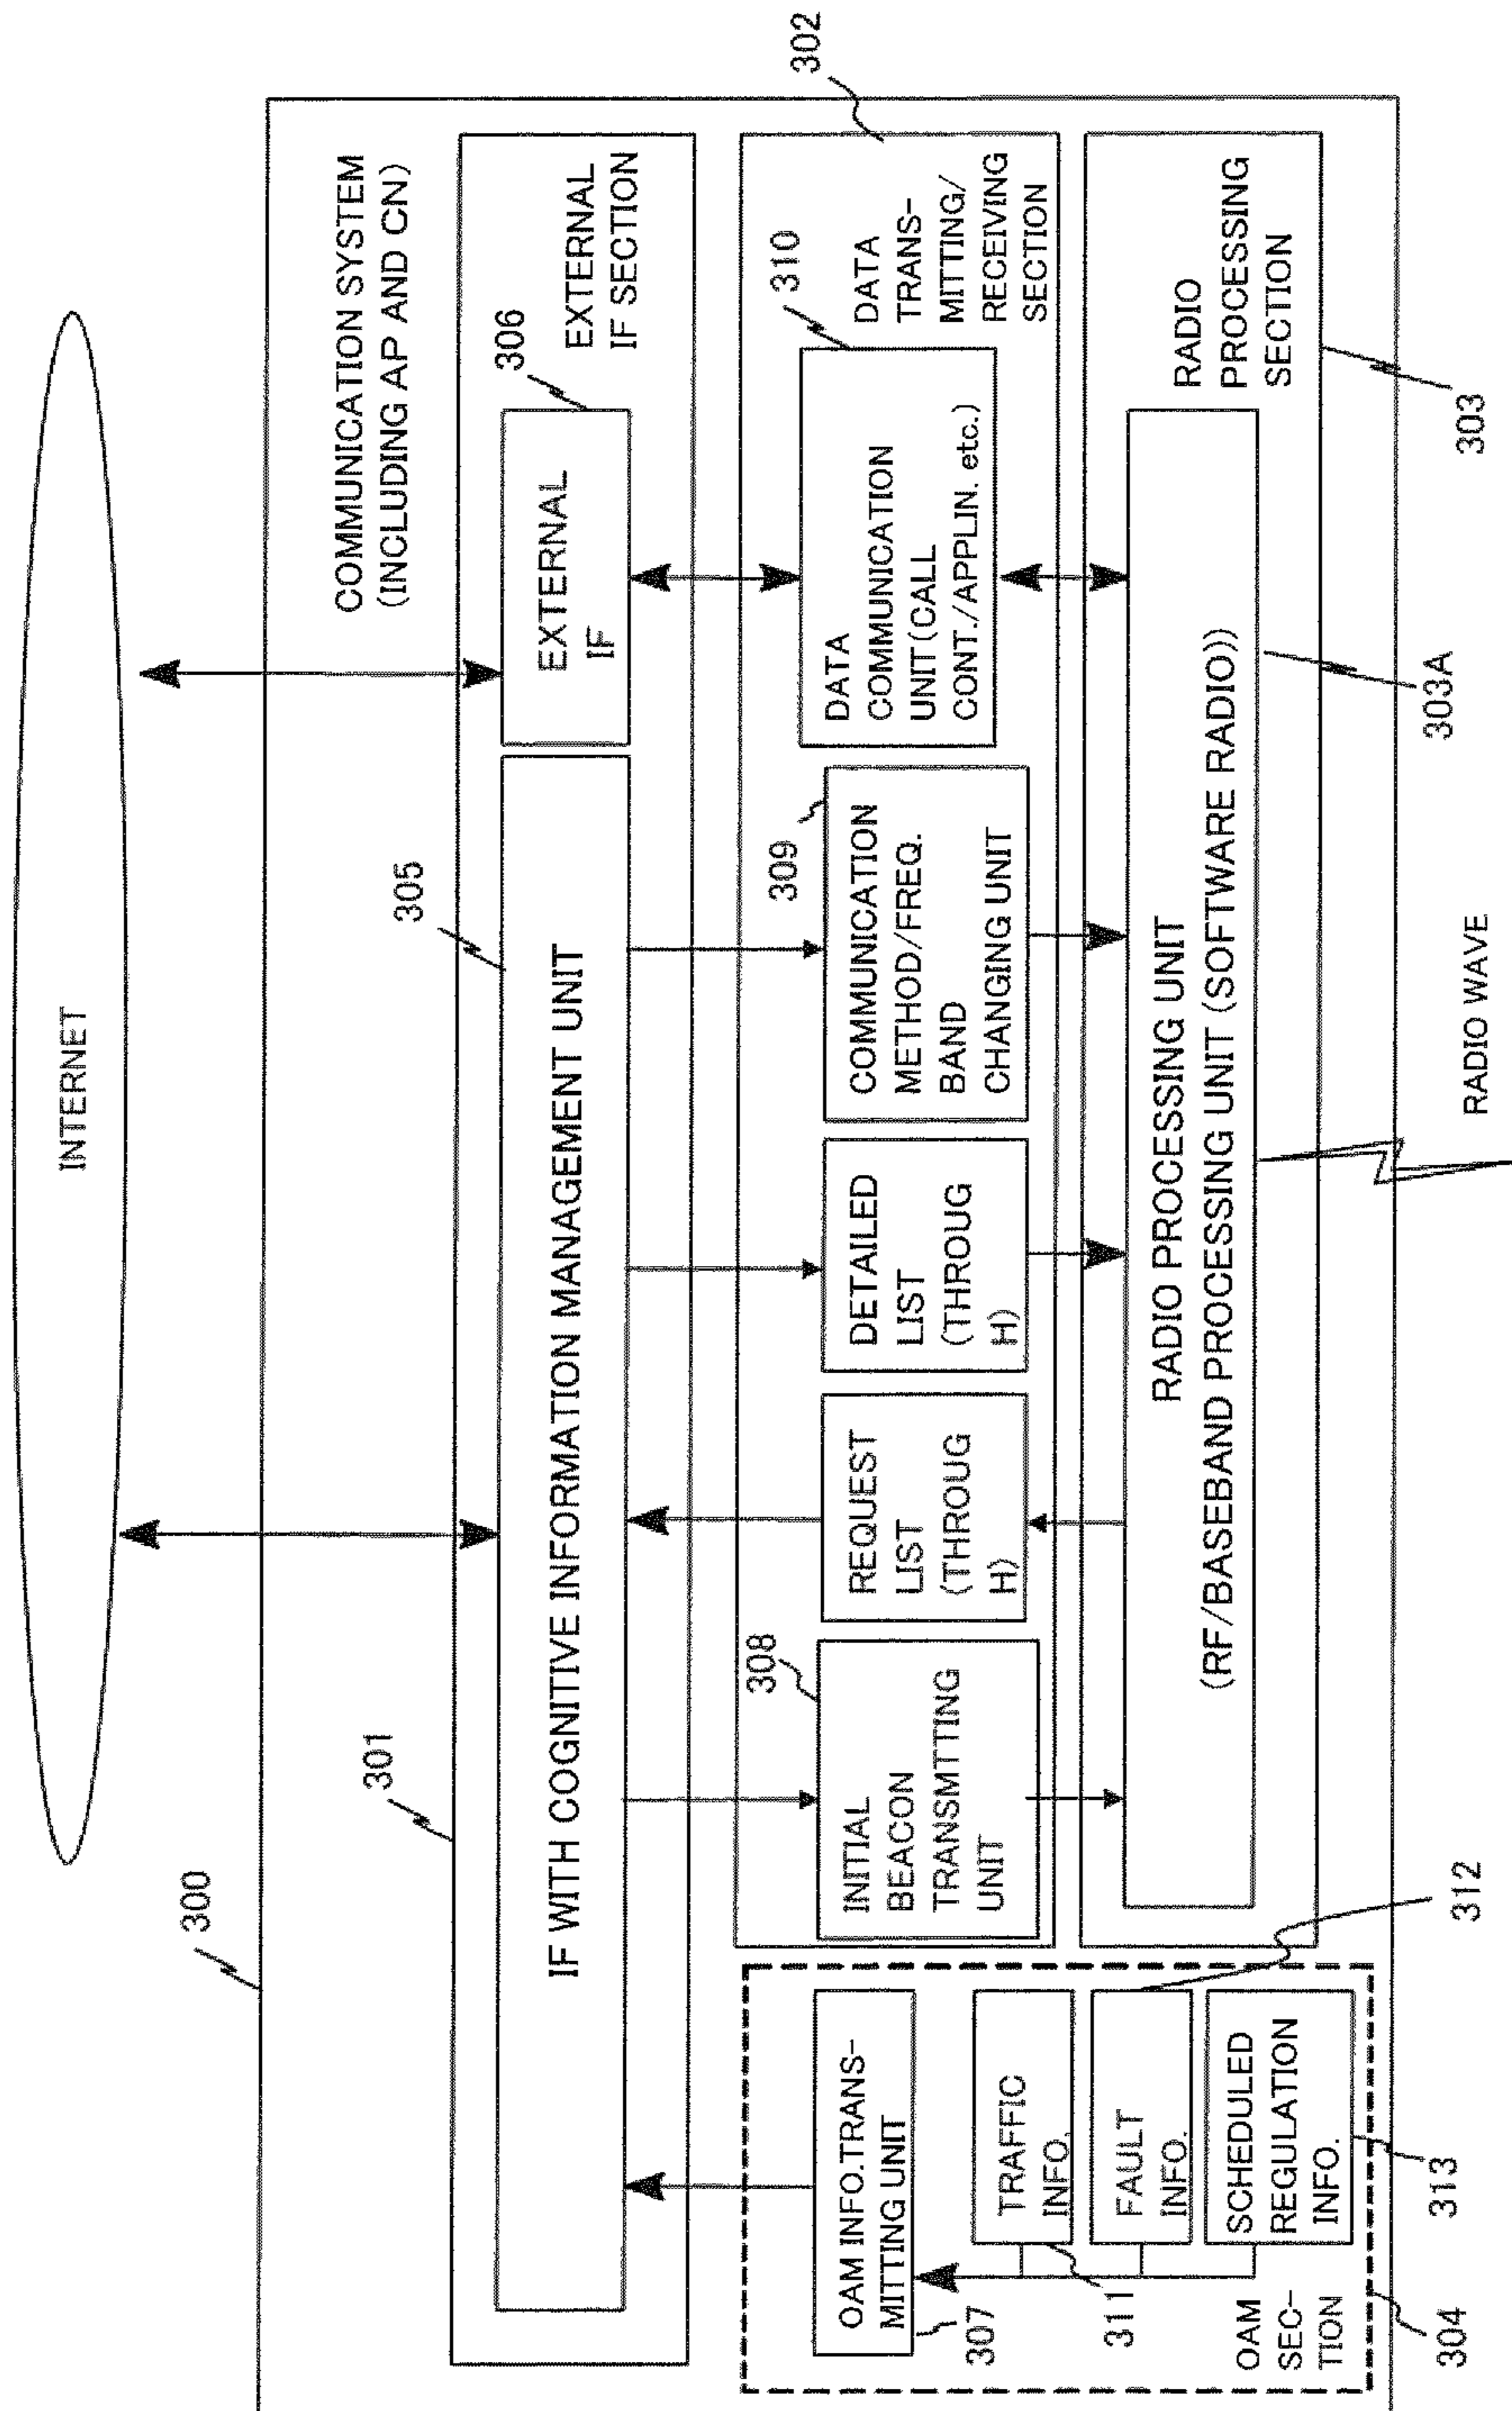 INTERNET
300
COMMUNICATION SYSTEM
(INCLUDING AP AND CN)
301
305
306
IF WITH COGNITIVE INFORMATION MANAGEMENT UNIT
EXTERNAL
IF
EXTERNAL
IF SECTION
302
OAM INFO.TRANS-
MITTING UNIT
307
308
INITIAL
BEACON
TRANSMITTING
UNIT
REQUEST
LIST
(THROUG
H)
DETAILED
LIST
(THROUG
H)
309
COMMUNICATION
METHOD/FREQ.
BAND
CHANGING UNIT
310
DATA
COMMUNICATION
UNIT(CALL
CONT./APPLIN. etc.)
DATA
TRANS-
MITTING/
RECEIVING
SECTION
TRAFFIC
INFO.
311
FAULT
INFO.
312
SCHEDULED
REGULATION
INFO.
313
OAM
SEC-
TION
304
RADIO PROCESSING UNIT
(RF/BASEBAND PROCESSING UNIT (SOFTWARE RADIO))
303A
RADIO
PROCESSING
SECTION
303
RADIO WAVE